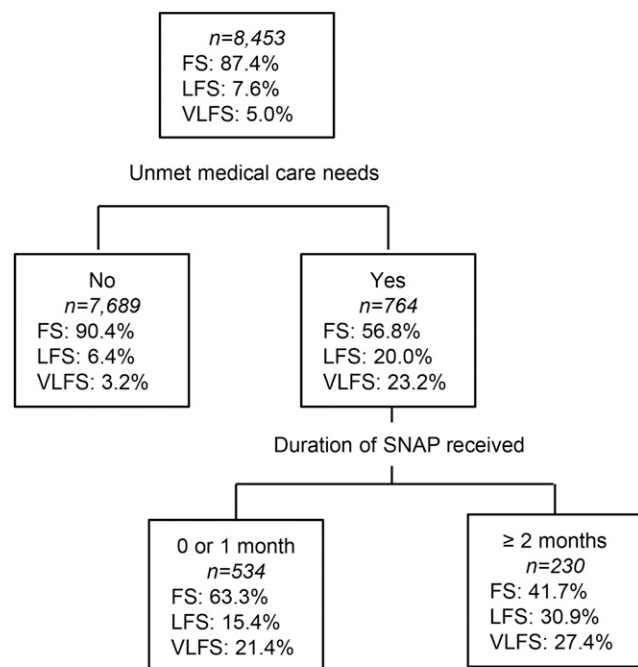 n=8,453
FS: 87.4%
LFS: 7.6%
VLFS: 5.0%
Unmet medical care needs
No
n=7,689
FS: 90.4%
LFS: 6.4%
VLFS: 3.2%
Yes
n=764
FS: 56.8%
LFS: 20.0%
VLFS: 23.2%
Duration of SNAP received
0 or 1 month
n=534
FS: 63.3%
LFS: 15.4%
VLFS: 21.4%
≥ 2 months
n=230
FS: 41.7%
LFS: 30.9%
VLFS: 27.4%